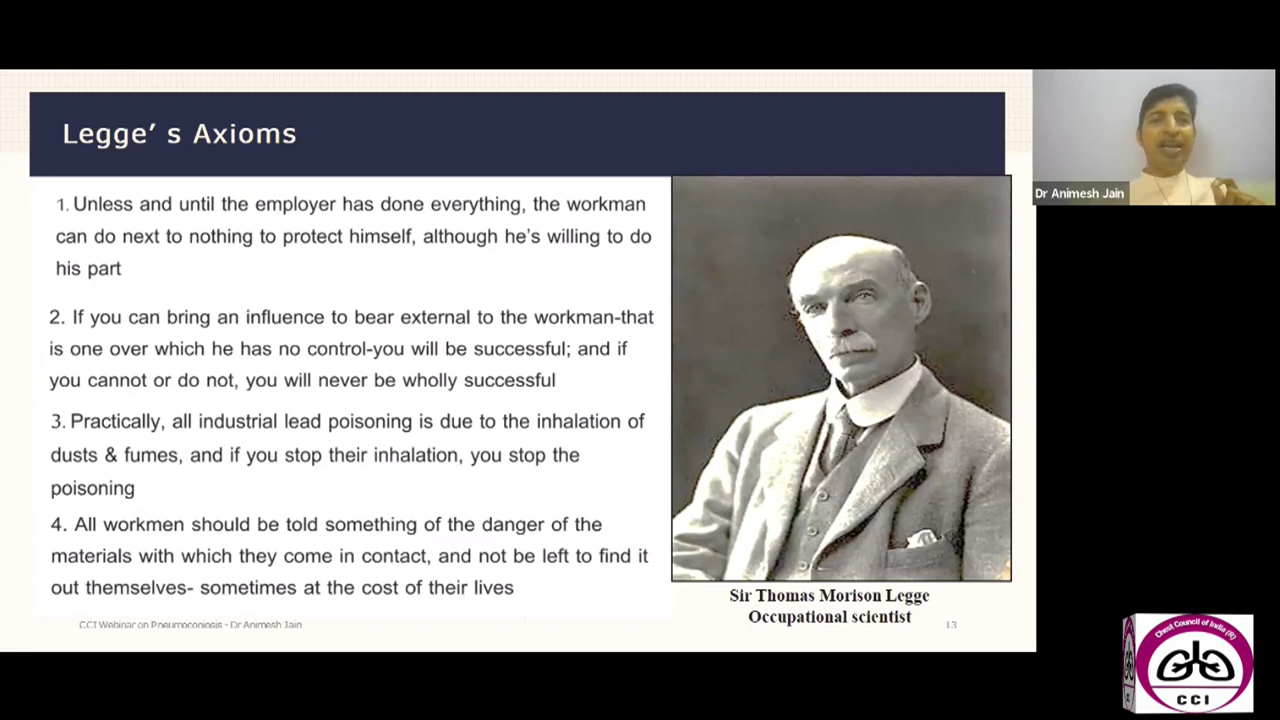 Legge’ s Axioms
1. Unless and until the employer has done everything, the workman
can do next to nothing to protect himself, although he’s willing to do
his part
2. If you can bring an influence to bear external to the workman-that
is one over which he has no control-you will be successful; and if
you cannot or do not, you will never be wholly successful
3. Practically, all industrial lead poisoning is due to the inhalation of
dusts & fumes, and if you stop their inhalation, you stop the
poisoning
4. All workmen should be told something of the danger of the
materials with which they come in contact, and not be left to find it
out themselves- sometimes at the cost of their lives
Sir Thomas Morison Legge
Occupational scientist
CCI Webinar on Pneumoconiosis - Dr Animesh Jain
13
Dr Animesh Jain
Chest Council of India (R)
CCI